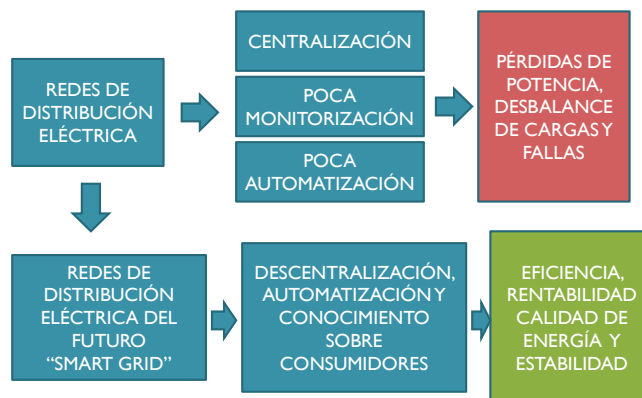 REDES DE
DISTRIBUCIÓN
ELÉCTRICA
CENTRALIZACIÓN
POCA
MONITORIZACIÓN
POCA
AUTOMATIZACIÓN
PÉRDIDAS DE
POTENCIA,
DESBALANCE
DE CARGAS Y
FALLAS
REDES DE
DISTRIBUCIÓN
ELÉCTRICA DEL
FUTURO
“SMART GRID”
DESCENTRALIZACIÓN,
AUTOMATIZACIÓN Y
CONOCIMIENTO
SOBRE
CONSUMIDORES
EFICIENCIA,
RENTABILIDAD
CALIDAD DE
ENERGÍA Y
ESTABILIDAD